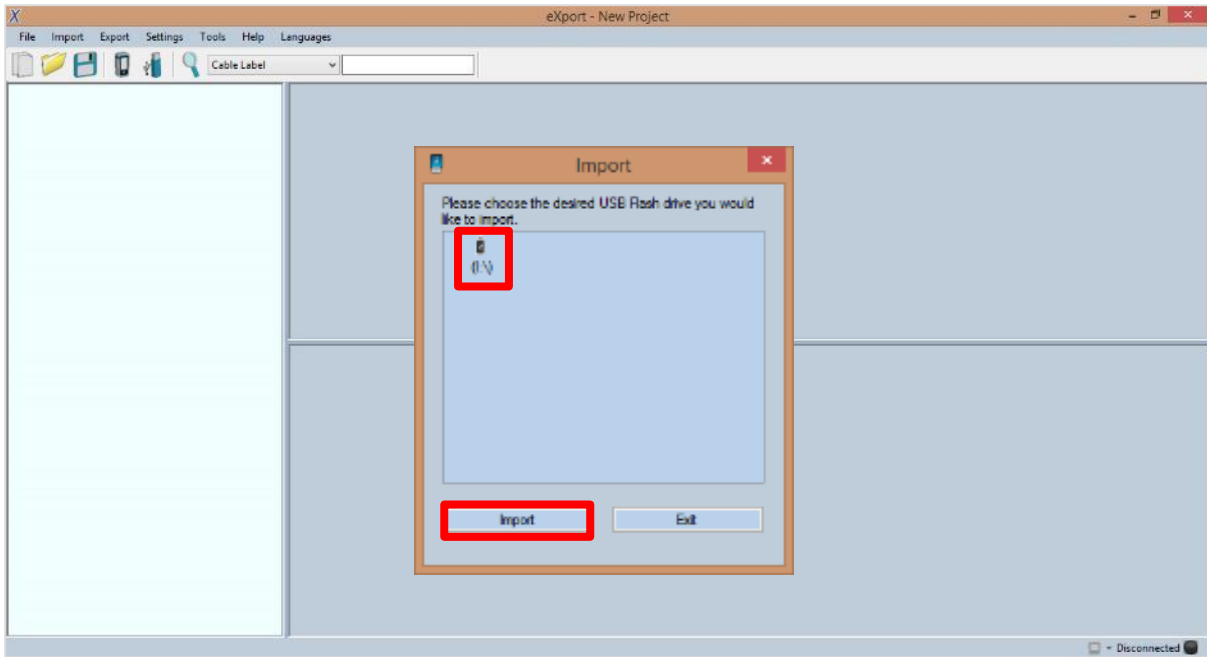 X
eXport - New Project
File Import Export Settings Tools Help Languages
Cable Label
Import
Please choose the desired USB Flash drive you would
like to import.
(I:\)
Import Exit
Disconnected